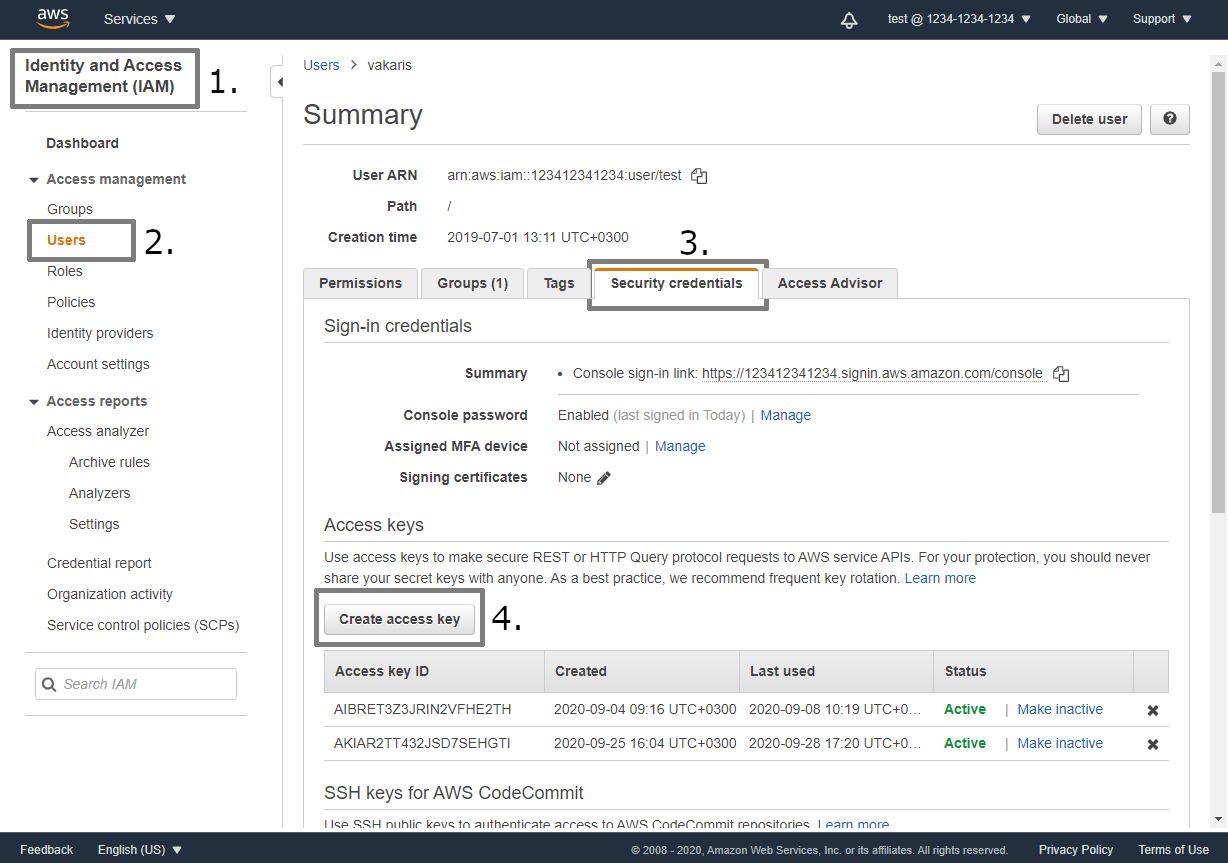 aws Services test @ 1234-1234-1234 Global Support
Identity and Access
Management (IAM)
1.
Dashboard
Access management
Groups
Users
2.
Roles
Policies
Identity providers
Account settings
Access reports
Access analyzer
Archive rules
Analyzers
Settings
Credential report
Organization activity
Service control policies (SCPs)
Search IAM
Users > vakaris
Summary
Delete user ?
User ARN arn:aws:iam::123412341234:user/test
Path /
Creation time 2019-07-01 13:11 UTC+0300
3.
Permissions Groups (1) Tags Security credentials Access Advisor
Sign-in credentials
Summary • Console sign-in link: https://123412341234.signin.aws.amazon.com/console
Console password Enabled (last signed in Today) | Manage
Assigned MFA device Not assigned | Manage
Signing certificates None
Access keys
Use access keys to make secure REST or HTTP Query protocol requests to AWS service APIs. For your protection, you should never
share your secret keys with anyone. As a best practice, we recommend frequent key rotation. Learn more
Create access key 4.
Access key ID Created Last used Status
AIBRET3Z3JRIN2VFHE2TH 2020-09-04 09:16 UTC+0300 2020-09-08 10:19 UTC+0... Active | Make inactive
AKIAR2TT432JSD7SEHGTI 2020-09-25 16:04 UTC+0300 2020-09-28 17:20 UTC+0... Active | Make inactive
SSH keys for AWS CodeCommit
Use SSH public keys to authenticate access to AWS CodeCommit repositories. Learn more
Feedback English (US) © 2008 - 2020, Amazon Web Services, Inc. or its affiliates. All rights reserved. Privacy Policy Terms of Use